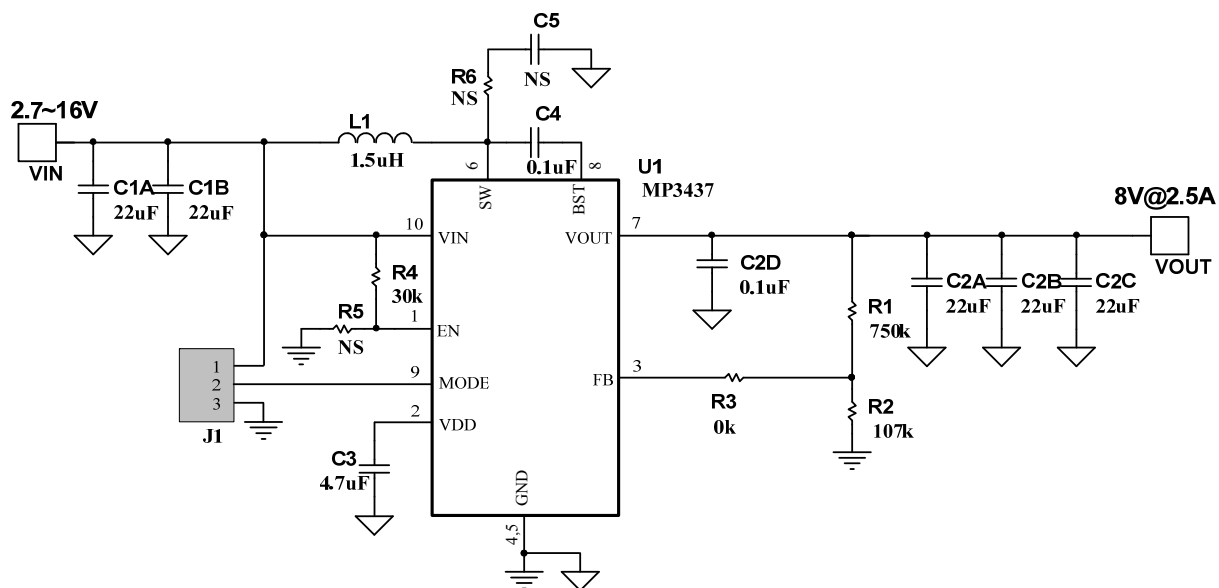 C5
NS
R6
NS
C4
0.1uF
2.7~16V
VIN
L1
1.5uH
6
8
U1
MP3437
SW
BST
C1A
22uF
C1B
22uF
8V@2.5A
VOUT
10
VIN
VOUT
7
R4
30k
C2D
0.1uF
C2A
22uF
C2B
22uF
C2C
22uF
R5
NS
1
EN
R1
750k
1
2
3
J1
9
MODE
FB
3
R3
0k
R2
107k
2
VDD
C3
4.7uF
GND
4,5